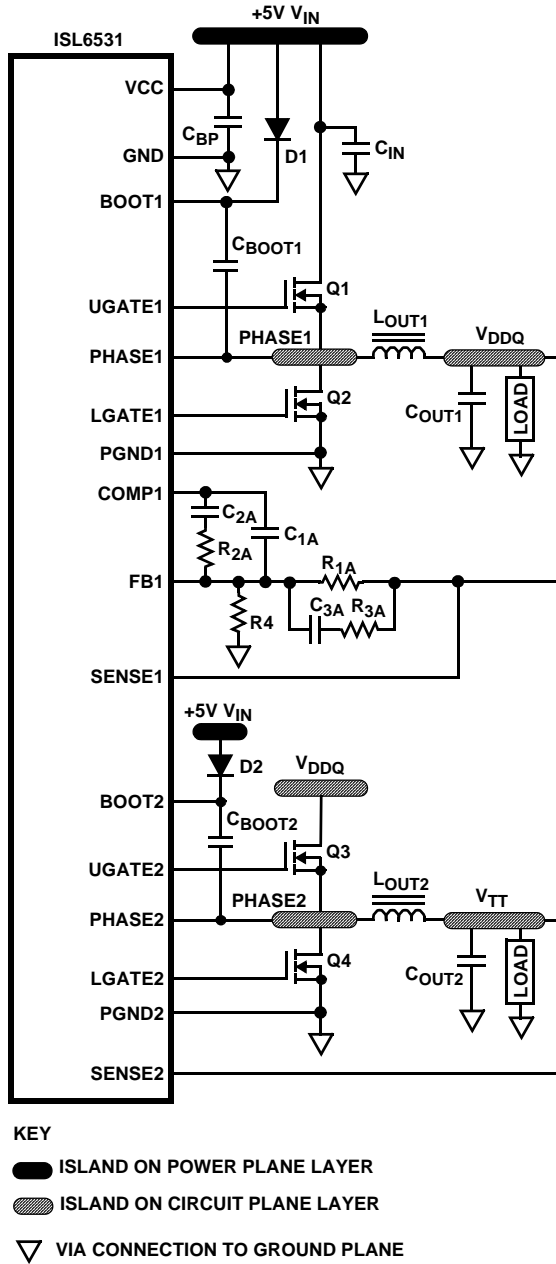 +5V VIN
ISL6531
VCC
CBP
GND
D1
CIN
BOOT1
CBOOT1
Q1
UGATE1
LOUT1
PHASE1
PHASE1
VDDQ
Q2
LGATE1
COUT1
LOAD
PGND1
COMP1
C2A
C1A
R2A
R1A
FB1
C3A
R3A
R4
SENSE1
+5V VIN
D2
VDDQ
BOOT2
CBOOT2
Q3
UGATE2
LOUT2
PHASE2
PHASE2
VTT
Q4
LGATE2
COUT2
LOAD
PGND2
SENSE2
KEY
ISLAND ON POWER PLANE LAYER
ISLAND ON CIRCUIT PLANE LAYER
VIA CONNECTION TO GROUND PLANE